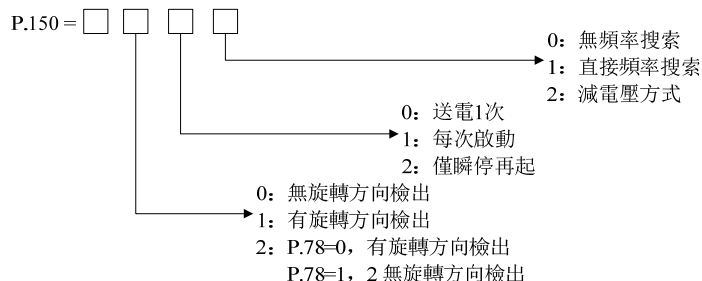 P.150 = □ □ □ □
0：無頻率搜索
1：直接頻率搜索
2：減電壓方式
0：送電1次
1：每次啟動
2：僅瞬停再起
0：無旋轉方向檢出
1：有旋轉方向檢出
2：P.78=0，有旋轉方向檢出
P.78=1，2 無旋轉方向檢出